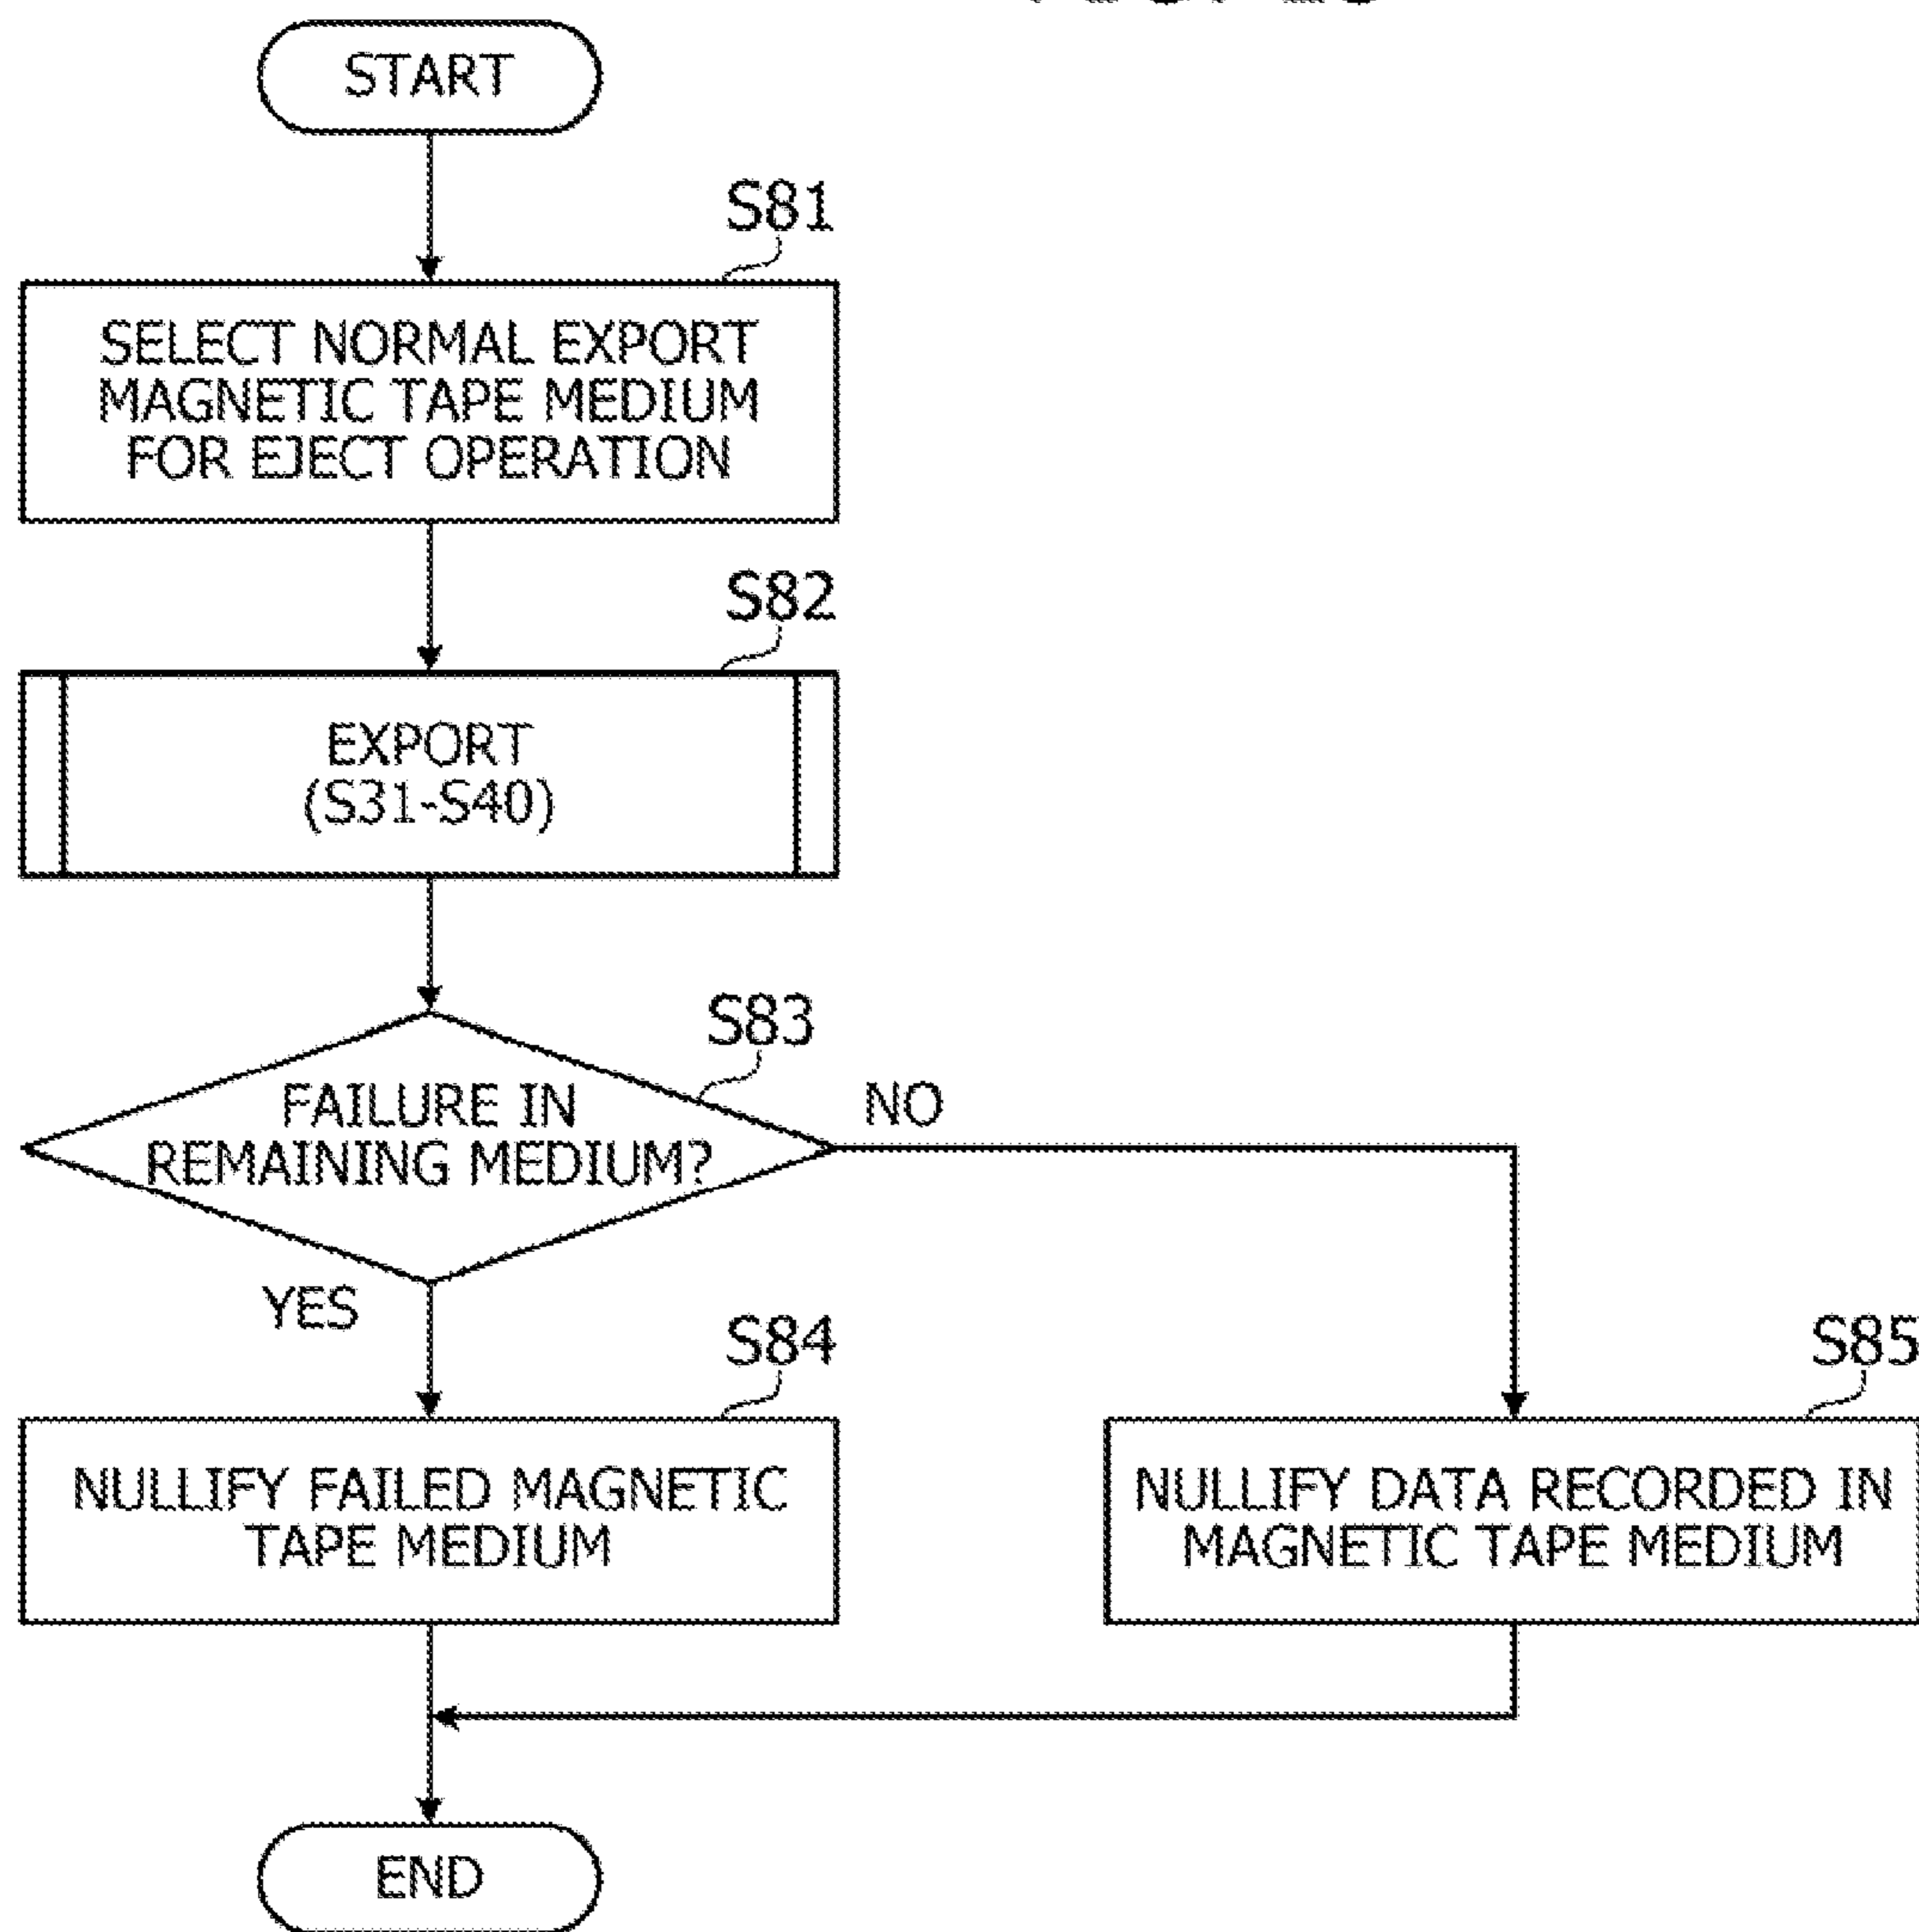 START
S81
SELECT NORMAL EXPORT
MAGNETIC TAPE MEDIUM
FOR EJECT OPERATION
S82
EXPORT
(S31-S40)
S83
FAILURE IN
REMAINING MEDIUM?
NO
YES
S84
NULLIFY FAILED MAGNETIC
TAPE MEDIUM
S85
NULLIFY DATA RECORDED IN
MAGNETIC TAPE MEDIUM
END